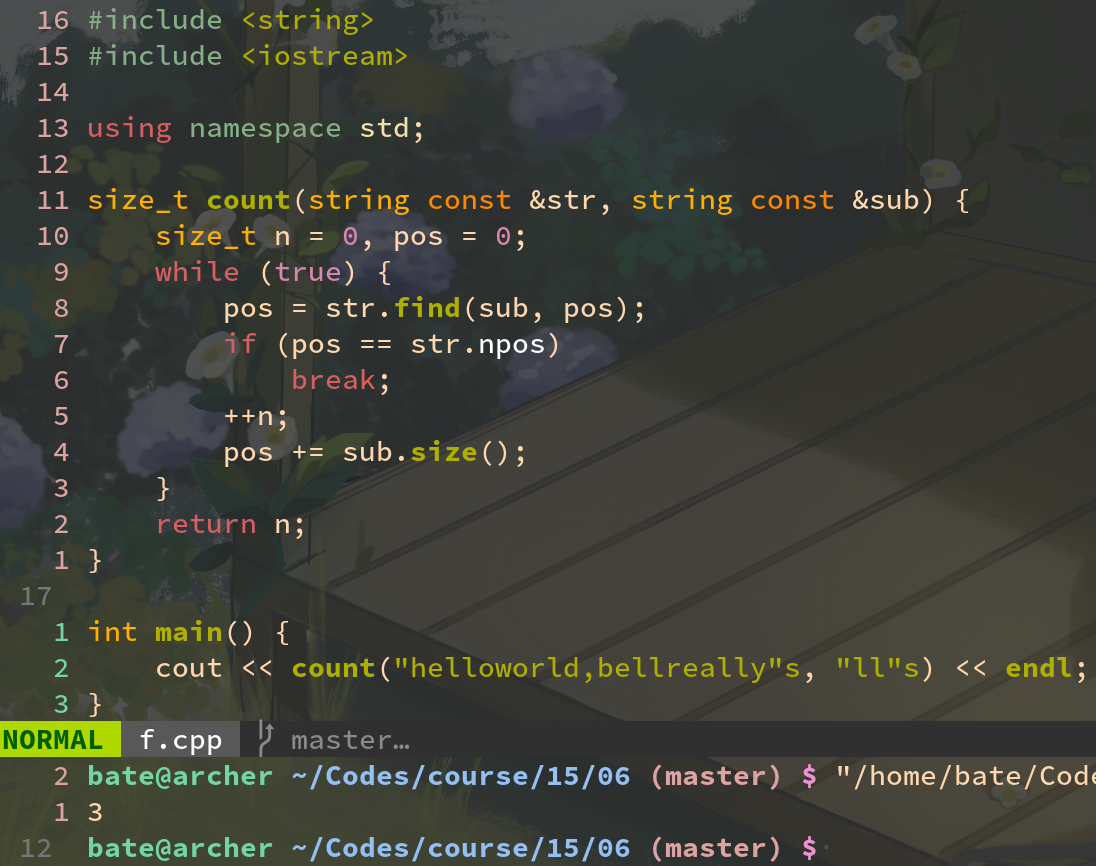 16 #include <string>
15 #include <iostream>
14
13 using namespace std;
12
11 size_t count(string const &str, string const &sub) {
10     size_t n = 0, pos = 0;
9     while (true) {
8         pos = str.find(sub, pos);
7         if (pos == str.npos)
6             break;
5         ++n;
4         pos += sub.size();
3     }
2     return n;
1 }
17
1 int main() {
2     cout << count("helloworld,bellreally"s, "ll"s) << endl;
3 }
NORMAL f.cpp master…
2 bate@archer ~/Codes/course/15/06 (master) $ "/home/bate/Code
1 3
12 bate@archer ~/Codes/course/15/06 (master) $